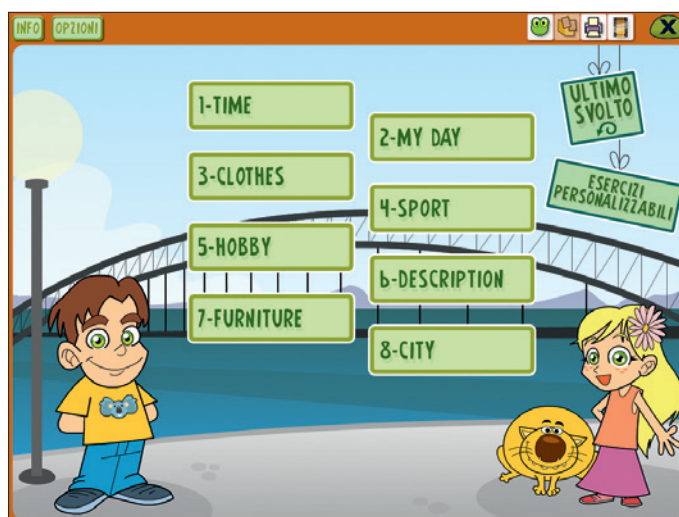 INFO
OPZIONI
X
ULTIMO
SVOLTO
ESERCIZI
PERSONALIZZABILI
1-TIME
2-MY DAY
3-CLOTHES
4-SPORT
5-HOBBY
6-DESCRIPTION
7-FURNITURE
8-CITY